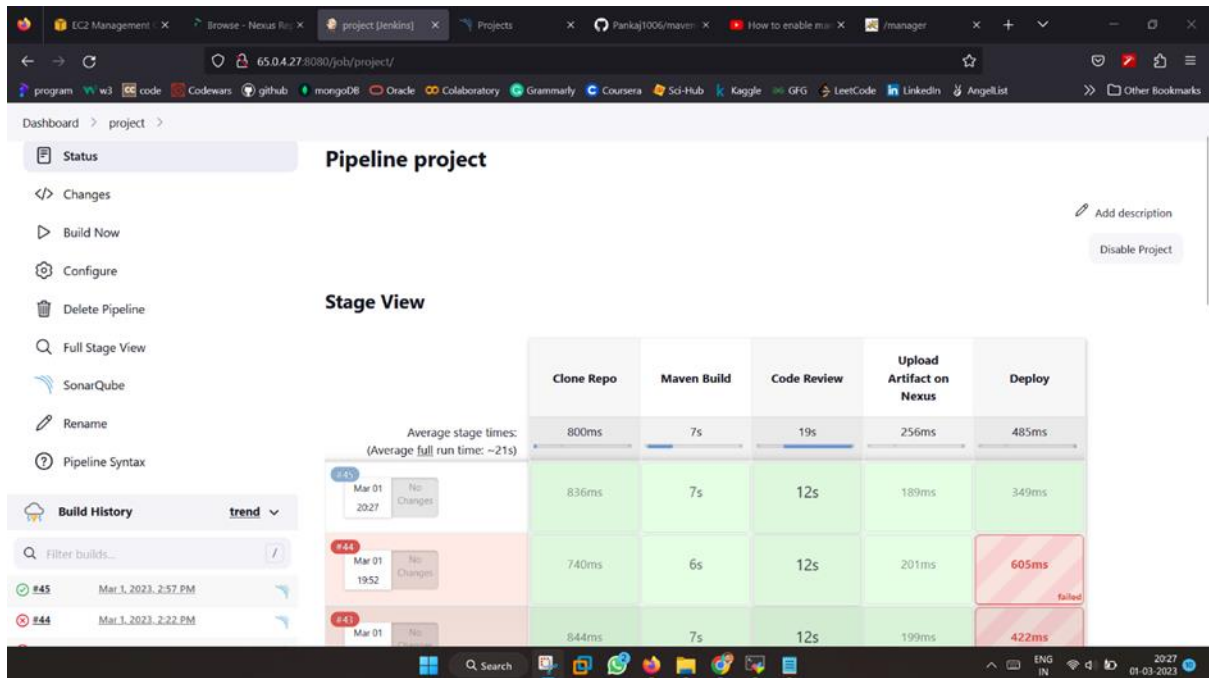 EC2 Management
Browse - Nexus Re
project [Jenkins]
Projects
Pankaj1006/maven
How to enable ma
/manager
65.0.4.27:8080/job/project/
program
w3
code
Codewars
github
mongoDB
Oracle
Colaboratory
Grammarly
Coursera
Sci-Hub
Kaggle
GFG
LeetCode
LinkedIn
AngelList
Other Bookmarks
Dashboard > project >
Status
Changes
Build Now
Configure
Delete Pipeline
Full Stage View
SonarQube
Rename
Pipeline Syntax
Build History
trend
Filter builds...
/
#45
Mar 1, 2023, 2:57 PM
#44
Mar 1, 2023, 2:22 PM
Pipeline project
Add description
Disable Project
Stage View
Clone Repo
Maven Build
Code Review
Upload
Artifact on
Nexus
Deploy
Average stage times:
(Average full run time: ~21s)
800ms
7s
19s
256ms
485ms
#45
Mar 01
20:27
No
Changes
836ms
7s
12s
189ms
349ms
#44
Mar 01
19:52
No
Changes
740ms
6s
12s
201ms
605ms
failed
#43
Mar 01
No
844ms
7s
12s
199ms
422ms
Search
ENG
IN
20:27
01-03-2023